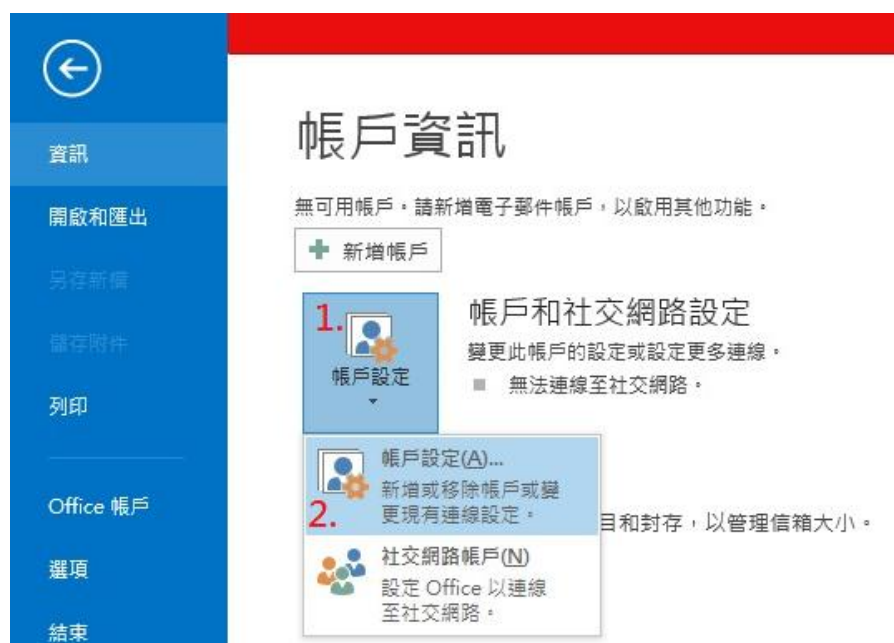 資訊
開啟和匯出
另存新檔
儲存附件
列印
Office 帳戶
選項
結束
帳戶資訊
無可用帳戶。請新增電子郵件帳戶，以啟用其他功能。
新增帳戶
1.
帳戶設定
帳戶和社交網路設定
變更此帳戶的設定或設定更多連線。
無法連線至社交網路。
帳戶設定(A)...
新增或移除帳戶或變
更現有連線設定。
2.
目和封存，以管理信箱大小。
社交網路帳戶(N)
設定 Office 以連線
至社交網路。